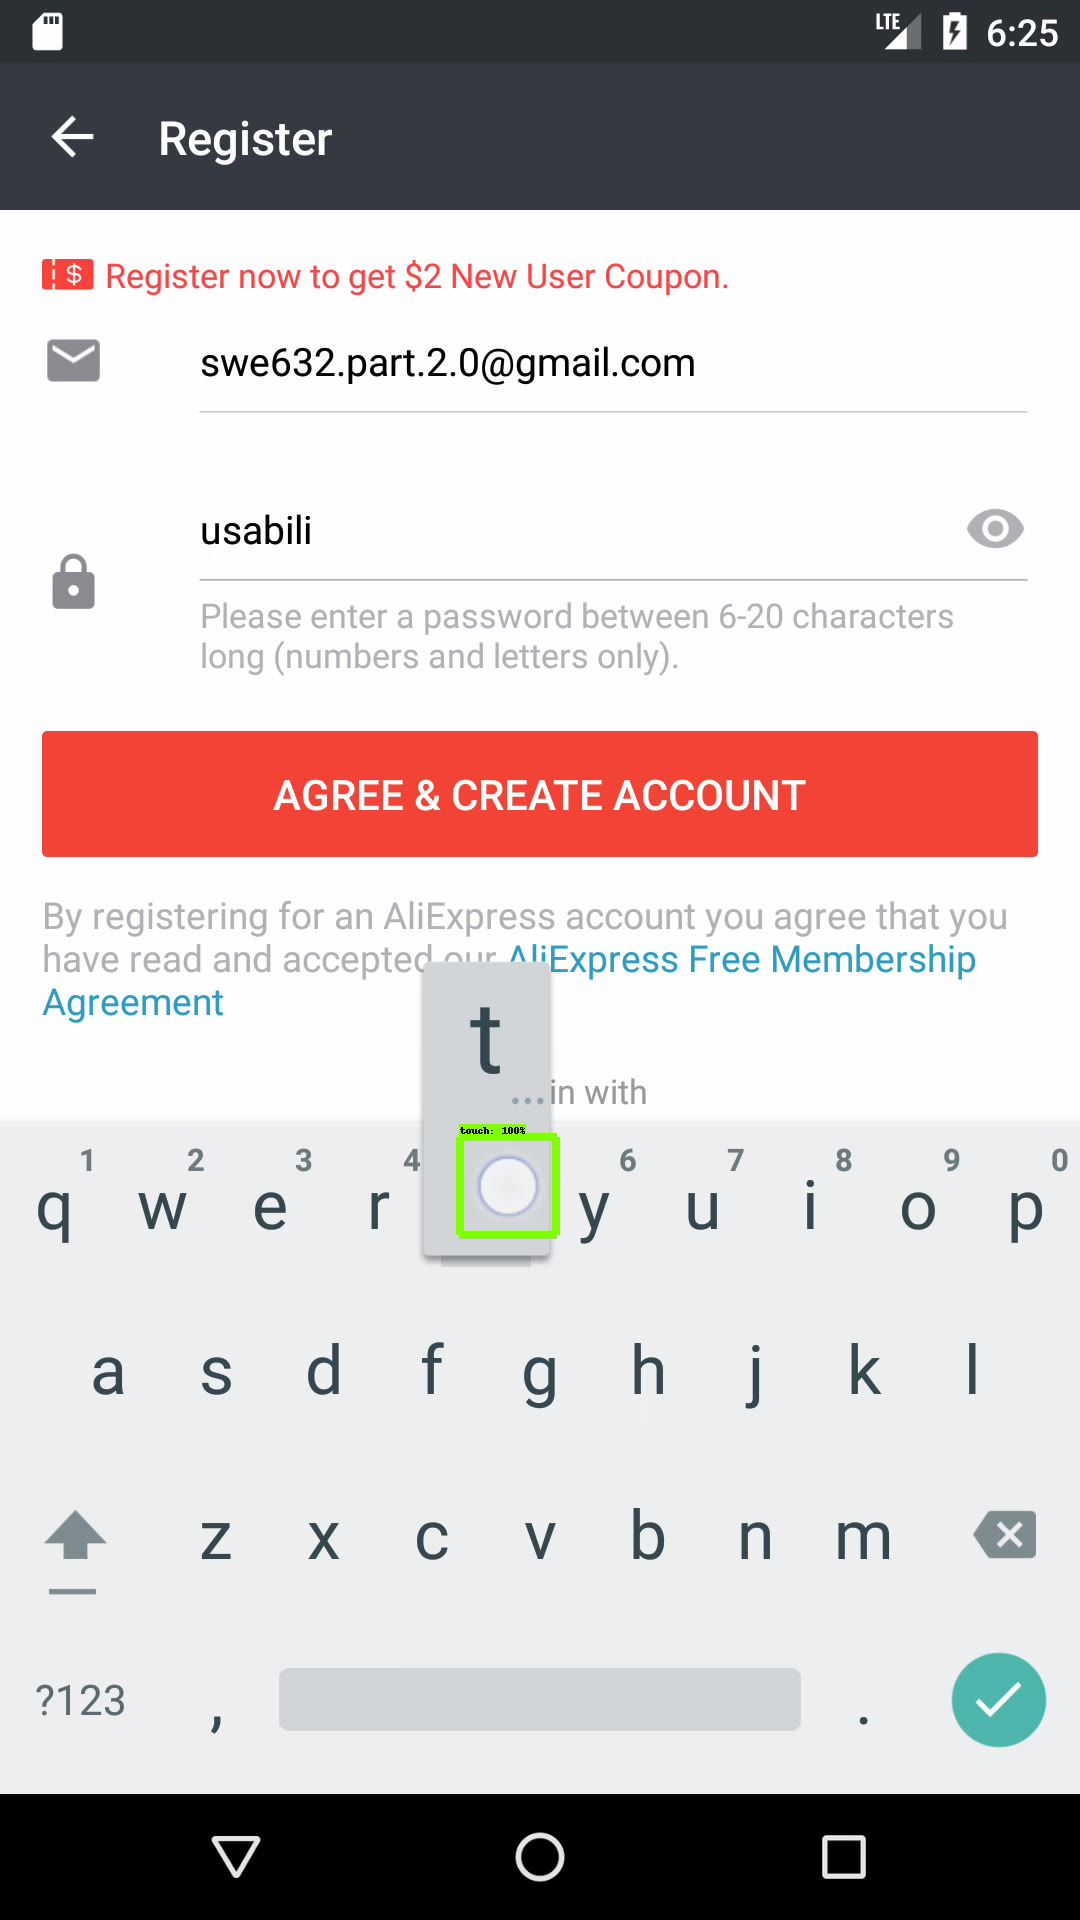 LTE 6:25
Register
$ Register now to get $2 New User Coupon.
swe632.part.2.0@gmail.com
usabili
Please enter a password between 6-20 characters
long (numbers and letters only).
AGREE & CREATE ACCOUNT
By registering for an AliExpress account you agree that you
have read and accepted our AliExpress Free Membership
Agreement
t
... in with
touch: 100%
1 2 3 4 6 7 8 9 0
q w e r y u i o p
a s d f g h j k l
z x c v b n m
?123 , .